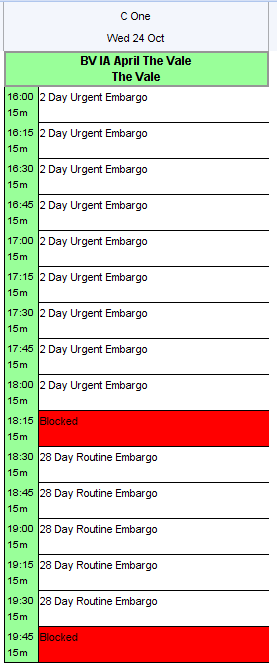 C One
Wed 24 Oct
BV IA April The Vale
The Vale
16:00 2 Day Urgent Embargo
15m
16:15 2 Day Urgent Embargo
15m
16:30 2 Day Urgent Embargo
15m
16:45 2 Day Urgent Embargo
15m
17:00 2 Day Urgent Embargo
15m
17:15 2 Day Urgent Embargo
15m
17:30 2 Day Urgent Embargo
15m
17:45 2 Day Urgent Embargo
15m
18:00 2 Day Urgent Embargo
15m
18:15 Blocked
15m
18:30 28 Day Routine Embargo
15m
18:45 28 Day Routine Embargo
15m
19:00 28 Day Routine Embargo
15m
19:15 28 Day Routine Embargo
15m
19:30 28 Day Routine Embargo
15m
19:45 Blocked
15m